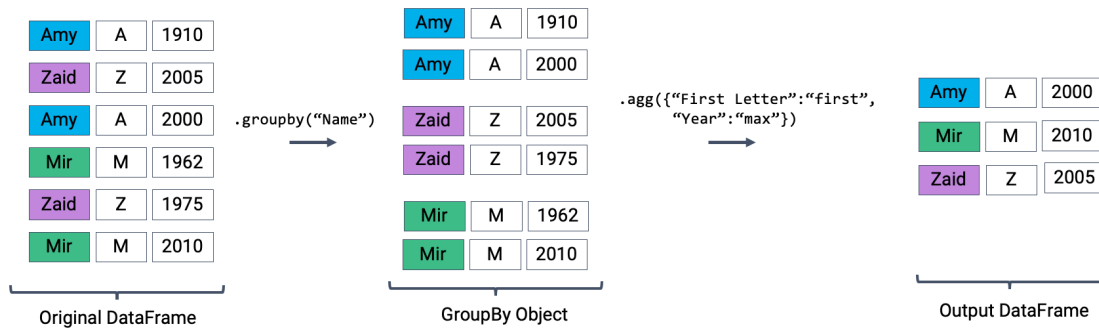 Amy A 1910
Zaid Z 2005
Amy A 2000
Mir M 1962
Zaid Z 1975
Mir M 2010
Original DataFrame
.groupby(“Name”)
Amy A 1910
Amy A 2000
Zaid Z 2005
Zaid Z 1975
Mir M 1962
Mir M 2010
GroupBy Object
.agg({“First Letter”:“first”,
“Year”:“max”})
Amy A 2000
Mir M 2010
Zaid Z 2005
Output DataFrame